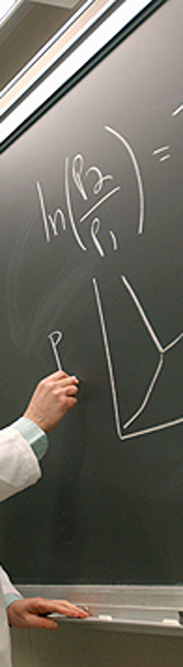 ln(P2/P1) =
P